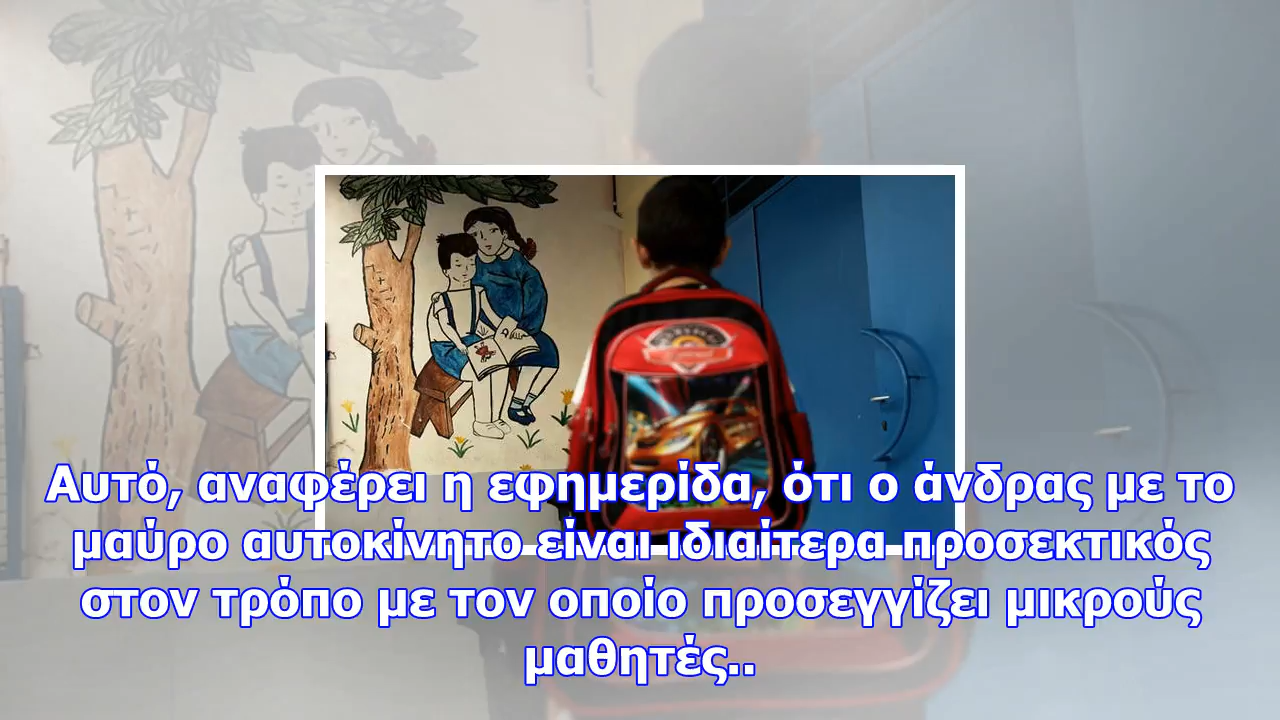 Αυτό, αναφέρει η εφημερίδα, ότι ο άνδρας με το
μαύρο αυτοκίνητο είναι ιδιαίτερα προσεκτικός
στον τρόπο με τον οποίο προσεγγίζει μικρούς
μαθητές..